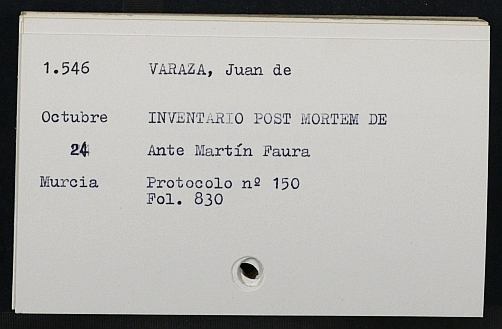 1.546 VARAZA, Juan de
Octubre INVENTARIO POST MORTEM DE
24 Ante Martín Faura
Murcia Protocolo nº 150
Fol. 830